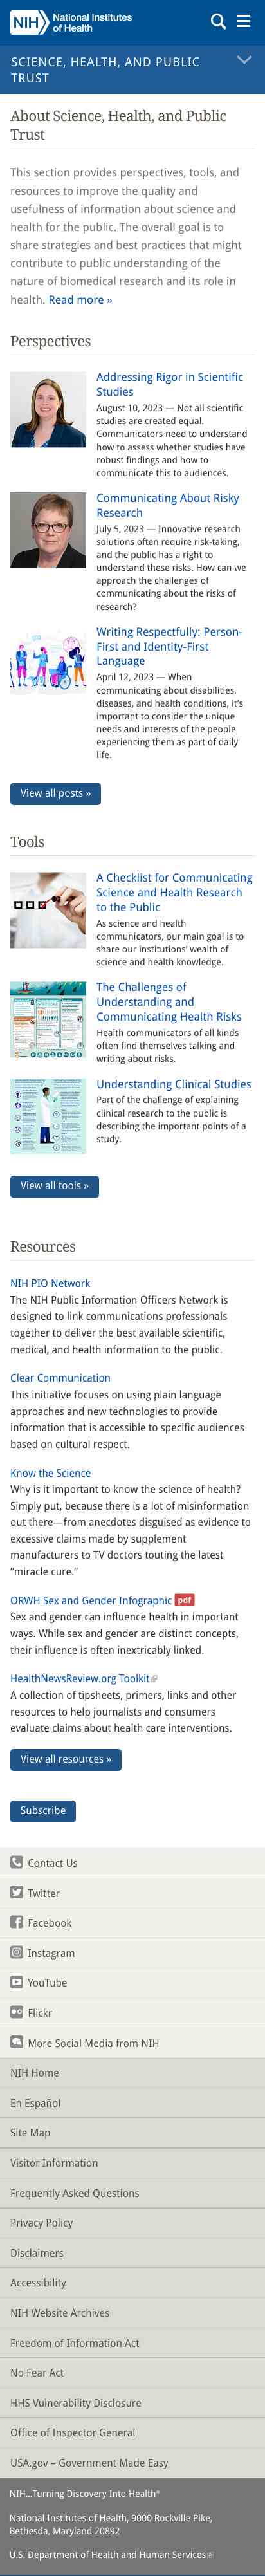 NIH National Institutes
of Health
SCIENCE, HEALTH, AND PUBLIC
TRUST
About Science, Health, and Public
Trust
This section provides perspectives, tools, and
resources to improve the quality and
usefulness of information about science and
health for the public. The overall goal is to
share strategies and best practices that might
contribute to public understanding of the
nature of biomedical research and its role in
health. Read more »
Perspectives
Addressing Rigor in Scientific
Studies
August 10, 2023 — Not all scientific
studies are created equal.
Communicators need to understand
how to assess whether studies have
robust findings and how to
communicate this to audiences.
Communicating About Risky
Research
July 5, 2023 — Innovative research
solutions often require risk-taking,
and the public has a right to
understand these risks. How can we
approach the challenges of
communicating about the risks of
research?
Writing Respectfully: Person-
First and Identity-First
Language
April 12, 2023 — When
communicating about disabilities,
diseases, and health conditions, it's
important to consider the unique
needs and interests of the people
experiencing them as part of daily
life.
View all posts »
Tools
A Checklist for Communicating
Science and Health Research
to the Public
As science and health
communicators, our main goal is to
share our institutions' wealth of
science and health knowledge.
The Challenges of
Understanding and
Communicating Health Risks
Health communicators of all kinds
often find themselves talking and
writing about risks.
Understanding Clinical Studies
Part of the challenge of explaining
clinical research to the public is
describing the important points of a
study.
View all tools »
Resources
NIH PIO Network
The NIH Public Information Officers Network is
designed to link communications professionals
together to deliver the best available scientific,
medical, and health information to the public.
Clear Communication
This initiative focuses on using plain language
approaches and new technologies to provide
information that is accessible to specific audiences
based on cultural respect.
Know the Science
Why is it important to know the science of health?
Simply put, because there is a lot of misinformation
out there—from anecdotes disguised as evidence to
excessive claims made by supplement
manufacturers to TV doctors touting the latest
“miracle cure.”
ORWH Sex and Gender Infographic pdf
Sex and gender can influence health in important
ways. While sex and gender are distinct concepts,
their influence is often inextricably linked.
HealthNewsReview.org Toolkit
A collection of tipsheets, primers, links and other
resources to help journalists and consumers
evaluate claims about health care interventions.
View all resources »
Subscribe
Contact Us
Twitter
Facebook
Instagram
YouTube
Flickr
More Social Media from NIH
NIH Home
En Español
Site Map
Visitor Information
Frequently Asked Questions
Privacy Policy
Disclaimers
Accessibility
NIH Website Archives
Freedom of Information Act
No Fear Act
HHS Vulnerability Disclosure
Office of Inspector General
USA.gov – Government Made Easy
NIH...Turning Discovery Into Health®
National Institutes of Health, 9000 Rockville Pike,
Bethesda, Maryland 20892
U.S. Department of Health and Human Services